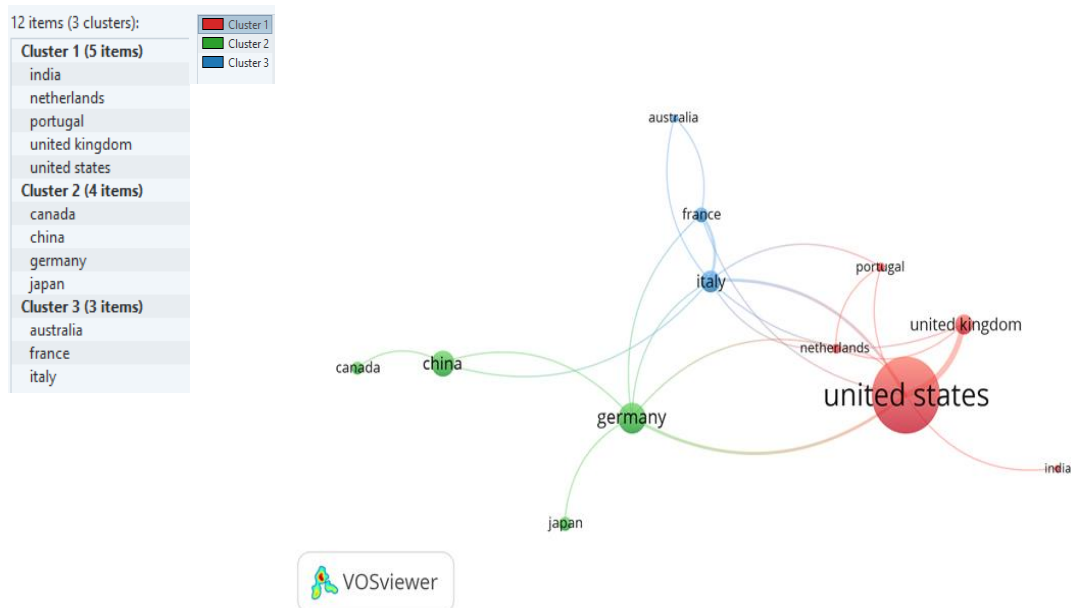 12 items (3 clusters):
Cluster 1 (5 items)
india
netherlands
portugal
united kingdom
united states
Cluster 2 (4 items)
canada
china
germany
japan
Cluster 3 (3 items)
australia
france
italy
Cluster 1
Cluster 2
Cluster 3
australia
france
portugal
italy
united kingdom
netherlands
canada
china
united states
germany
india
japan
VOSviewer